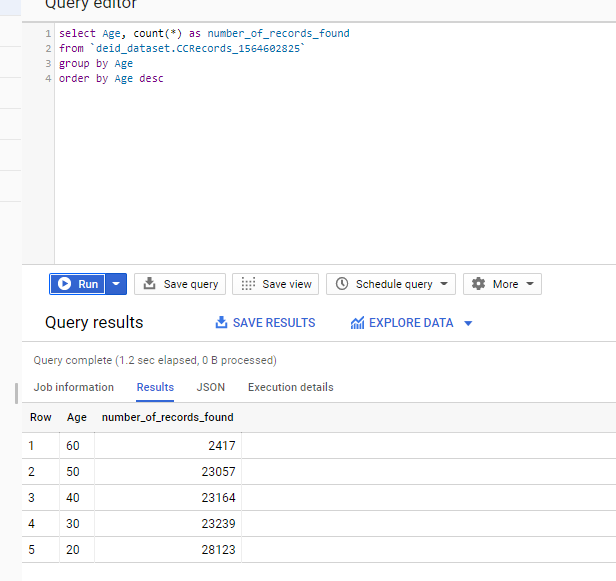 Query editor
1 select Age, count(*) as number_of_records_found
2 from `deid_dataset.CCRecords_1564602825`
3 group by Age
4 order by Age desc
Run Save query Save view Schedule query More
Query results SAVE RESULTS EXPLORE DATA
Query complete (1.2 sec elapsed, 0 B processed)
Job information Results JSON Execution details
Row Age number_of_records_found
1 60 2417
2 50 23057
3 40 23164
4 30 23239
5 20 28123